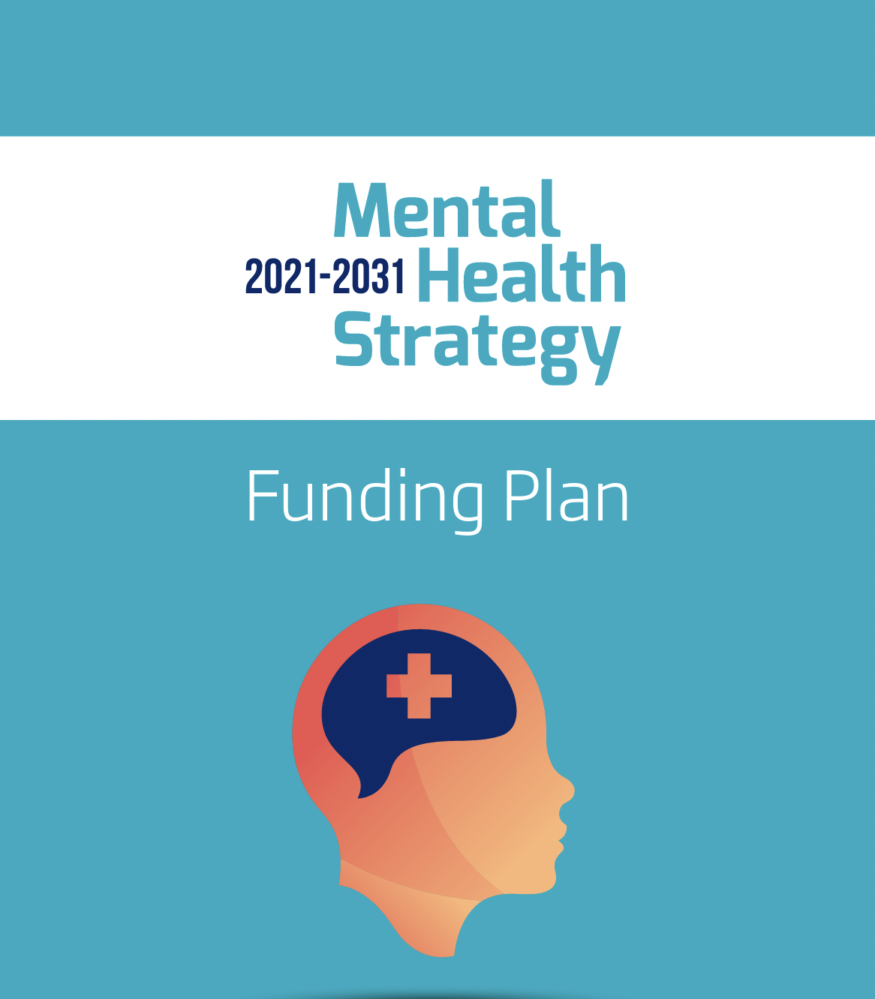 Mental
2021-2031 Health
Strategy
Funding Plan